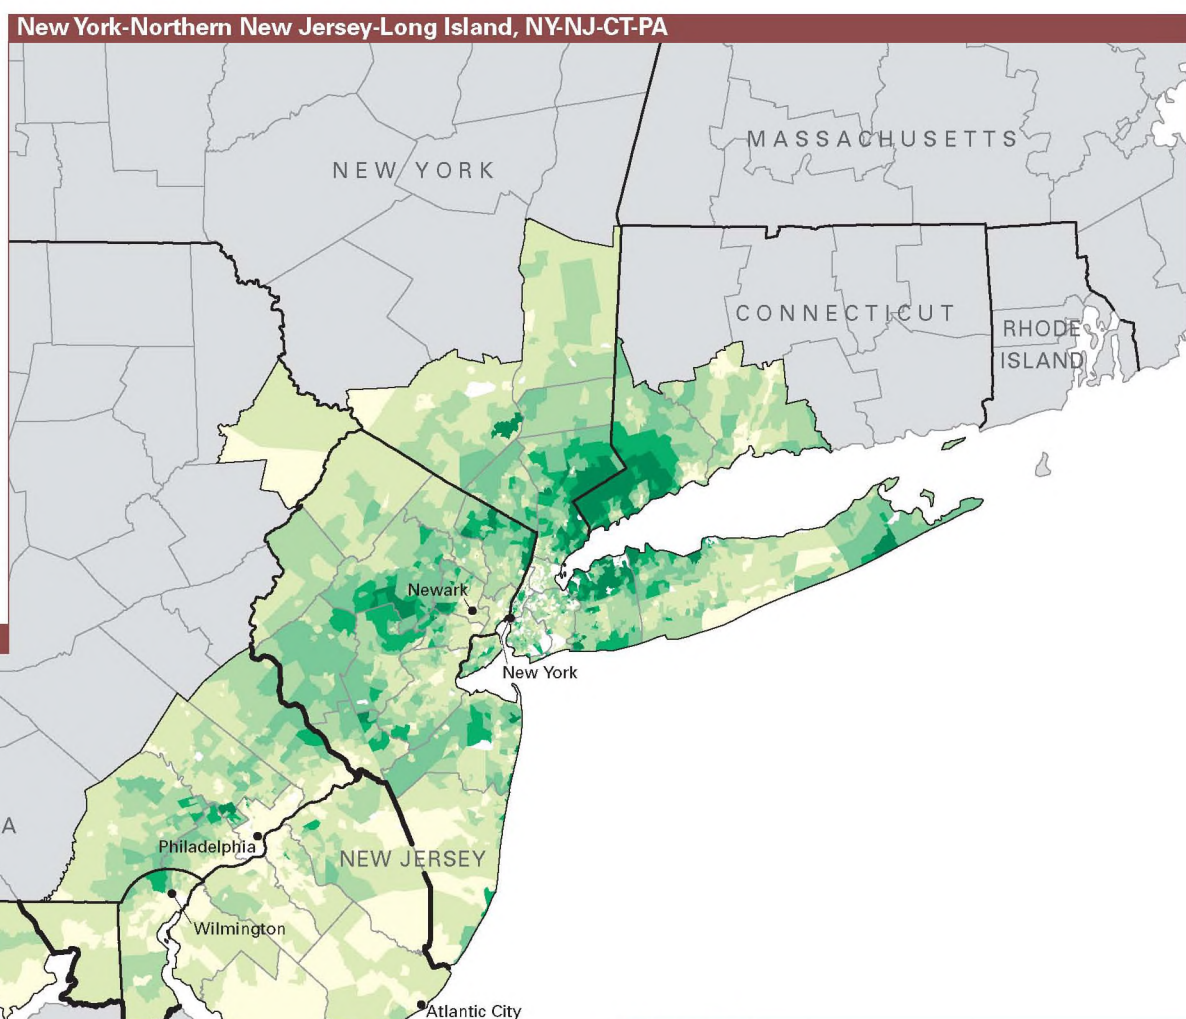 New York-Northern New Jersey-Long Island, NY-NJ-CT-PA
MASSACHUSETTS
NEW YORK
CONNECTICUT
RHODE
ISLAND
Newark
New York
A
Philadelphia
NEW JERSEY
Wilmington
Atlantic City